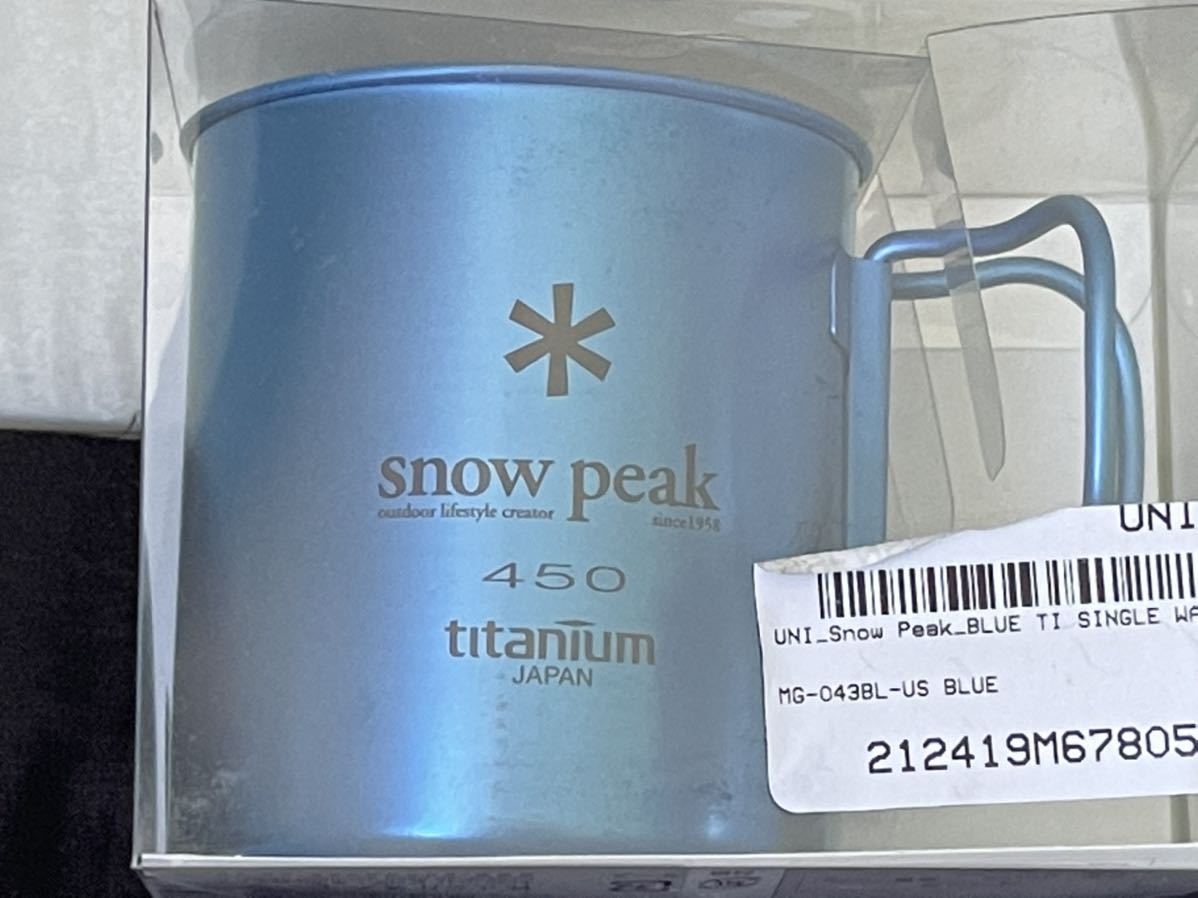 snow peak
outdoor lifestyle creator since1958
450
titanium
JAPAN
UNI
UNI_Snow Peak_BLUE TI SINGLE WA
MG-043BL-US BLUE
212419M67805